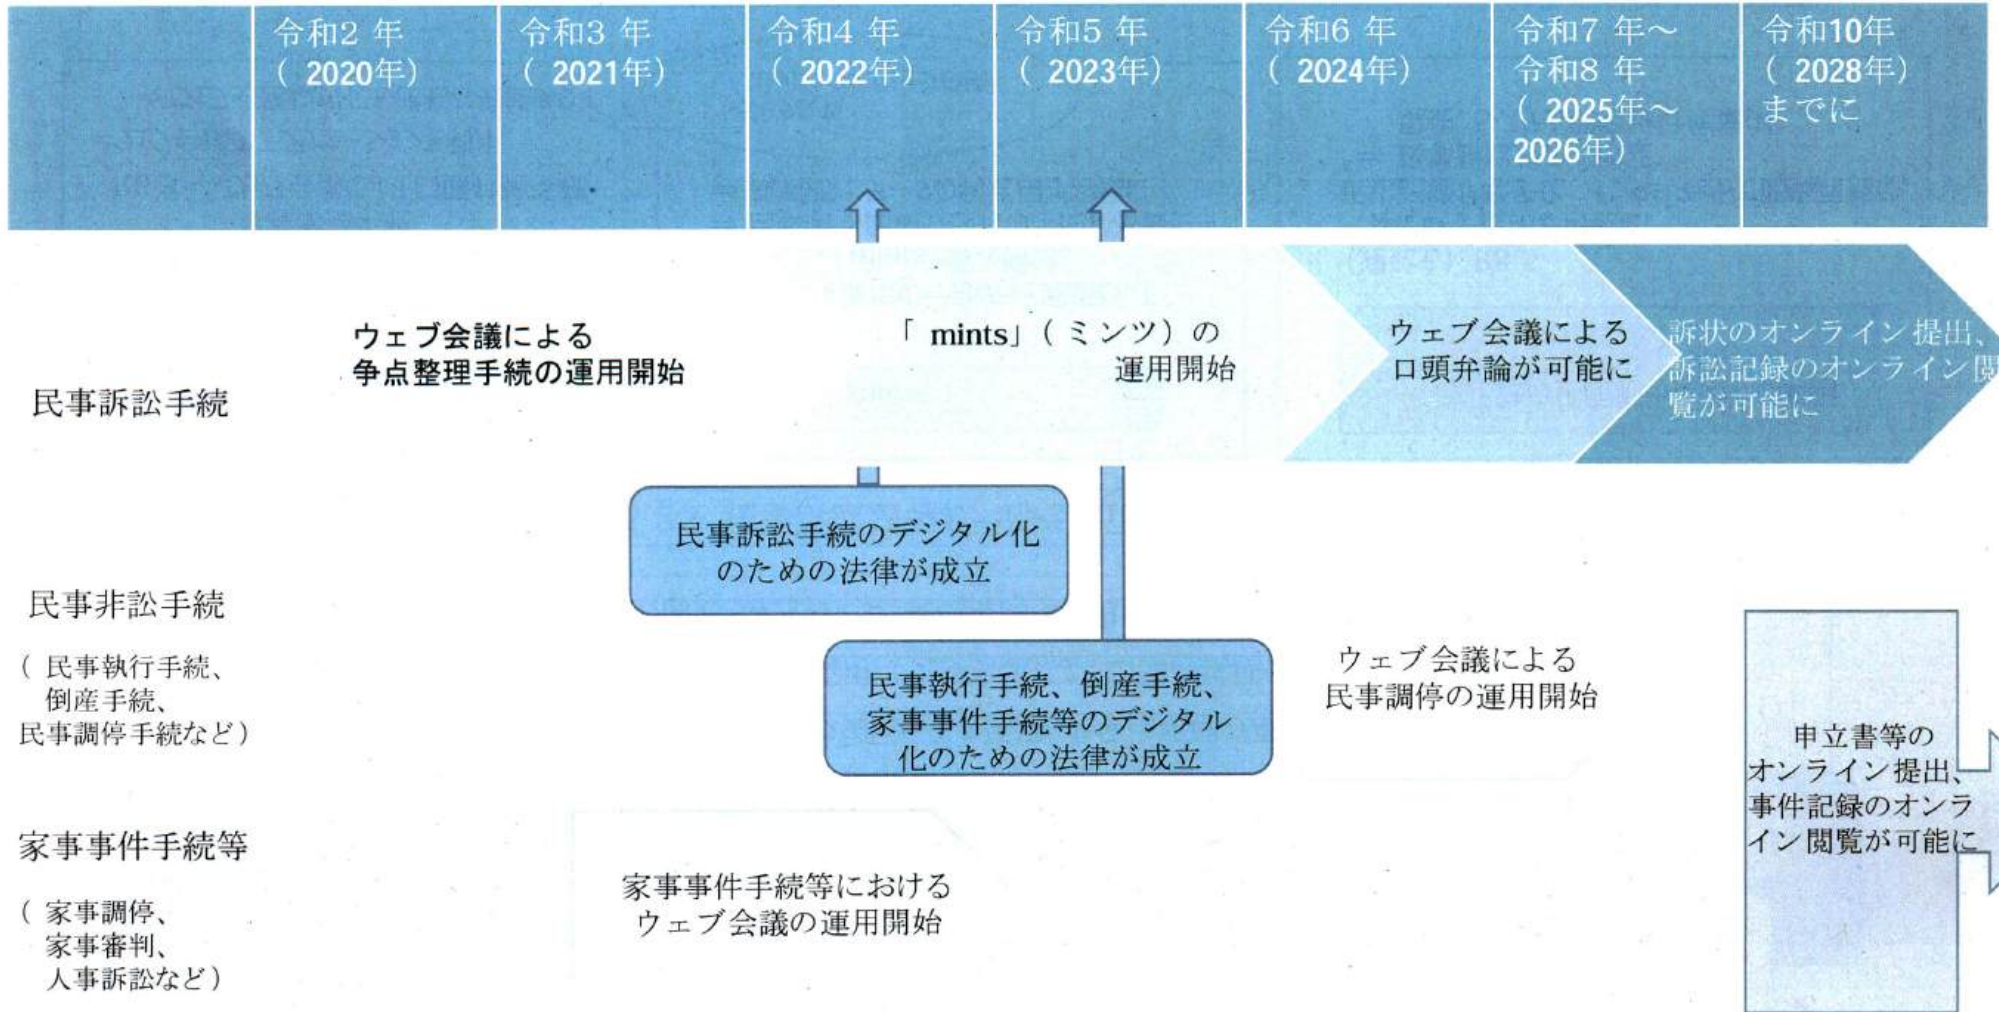 令和2 年
( 2020年)
令和3 年
( 2021年)
令和4 年
( 2022年)
令和5 年
( 2023年)
令和6 年
( 2024年)
令和7 年～
令和8 年
( 2025年～
2026年)
令和10年
( 2028年)
までに
民事訴訟手続
ウェブ会議による
争点整理手続の運用開始
「 mints」( ミンツ) の
運用開始
ウェブ会議による
口頭弁論が可能に
訴状のオンライン提出、
訴訟記録のオンライン閲
覧が可能に
民事訴訟手続のデジタル化
のための法律が成立
民事非訟手続
( 民事執行手続、
倒産手続、
民事調停手続など)
民事執行手続、倒産手続、
家事事件手続等のデジタル
化のための法律が成立
ウェブ会議による
民事調停の運用開始
申立書等の
オンライン提出、
事件記録のオンラ
イン閲覧が可能に
家事事件手続等
( 家事調停、
家事審判、
人事訴訟など)
家事事件手続等における
ウェブ会議の運用開始